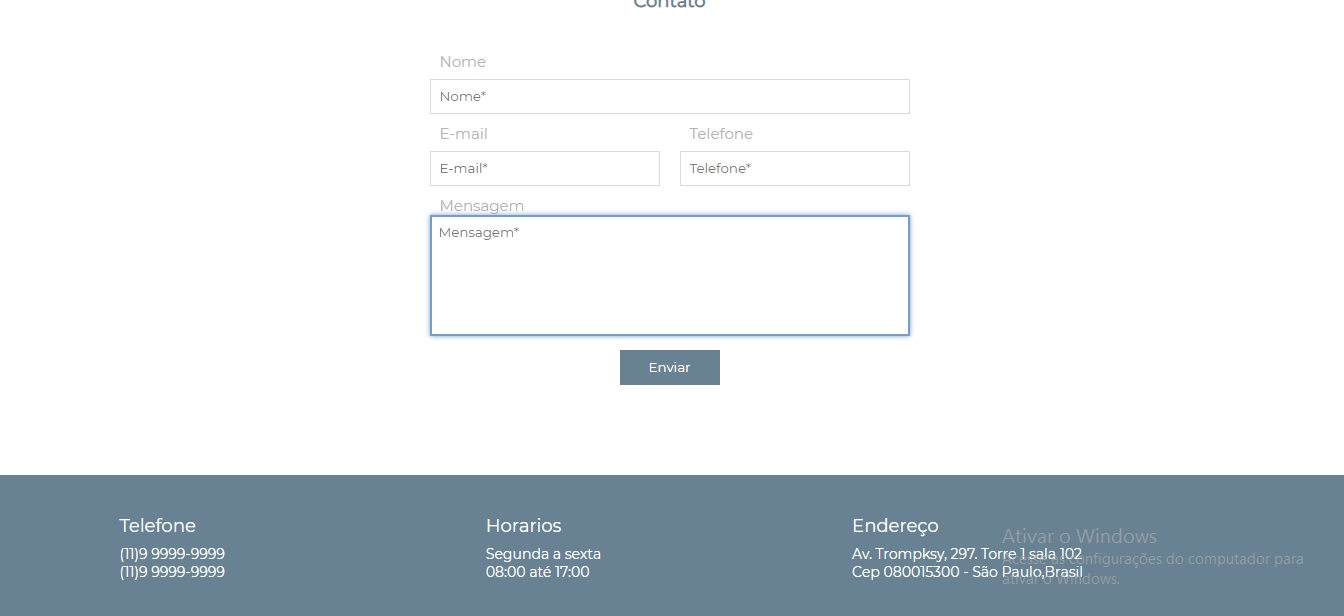 Contato
Nome
Nome*
E-mail
Telefone
E-mail*
Telefone*
Mensagem
Mensagem*
Enviar
Telefone
(11)9 9999-9999
(11)9 9999-9999
Horarios
Segunda a sexta
08:00 até 17:00
Endereço
Av. Trompksy, 297. Torre 1 sala 102
Cep 080015300 - São Paulo,Brasil
Ativar o Windows
Acesse as configurações do computador para
ativar o Windows.